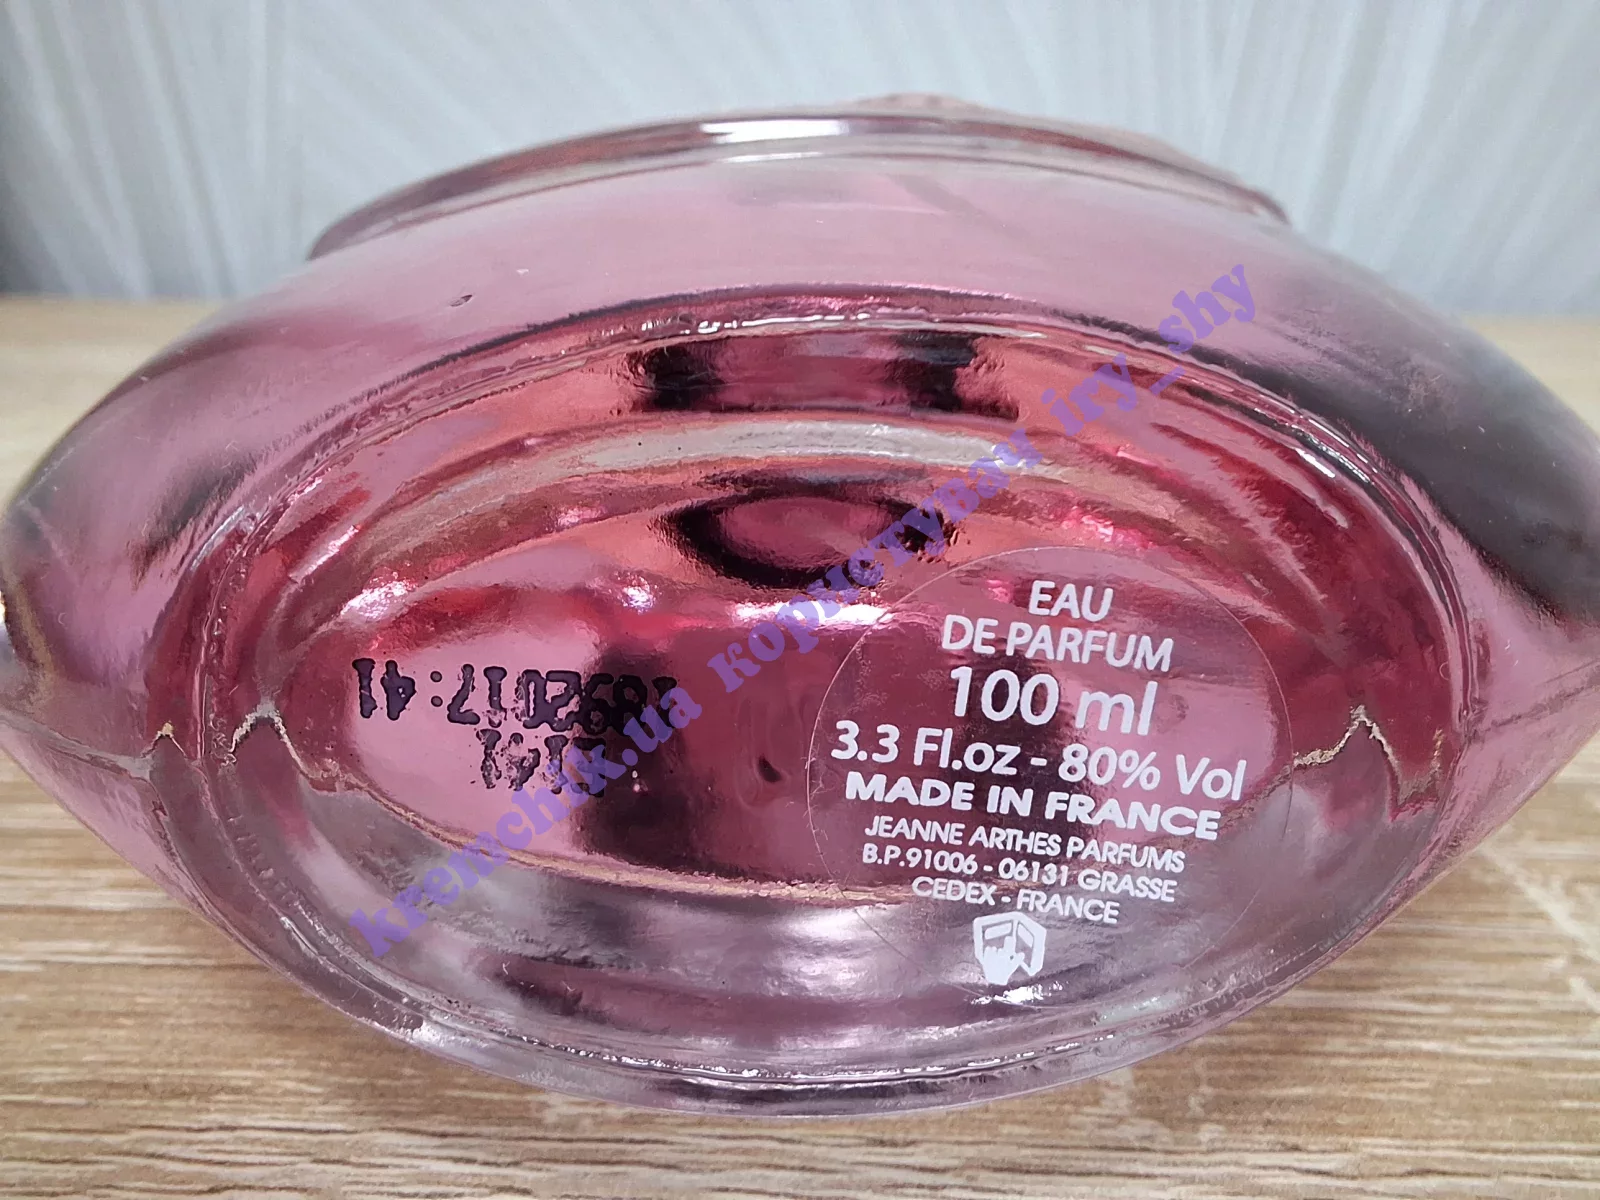 EAU
DE PARFUM
100 ml
3.3 Fl.oz - 80% Vol
MADE IN FRANCE
JEANNE ARTHES PARFUMS
B.P.91006 - 06131 GRASSE
CEDEX - FRANCE
kremchik.ua користувач iry_shy